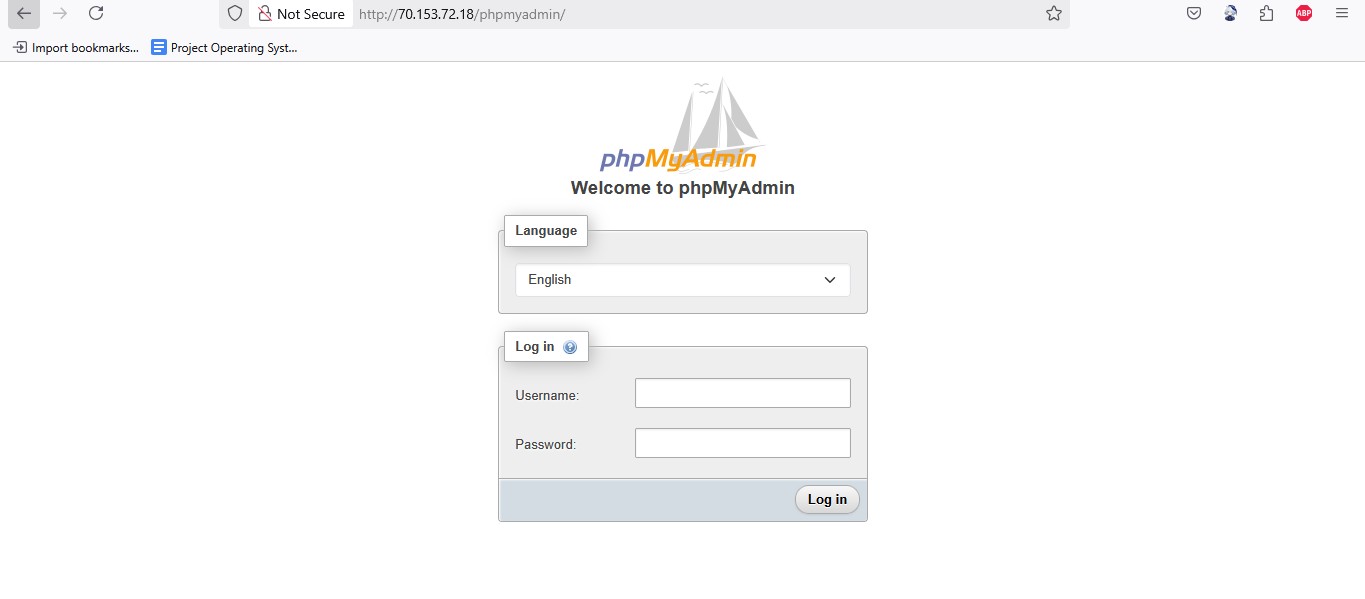 Not Secure http://70.153.72.18/phpmyadmin/ ABP
Import bookmarks... Project Operating Syst...
phpMyAdmin
Welcome to phpMyAdmin
Language
English
Log in
Username:
Password:
Log in